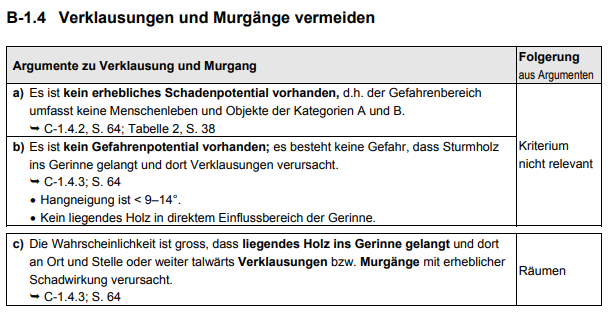 B-1.4 Verklausungen und Murgänge vermeiden
Argumente zu Verklausung und Murgang
Folgerung
aus Argumenten
a) Es ist kein erhebliches Schadenpotential vorhanden, d.h. der Gefahrenbereich
umfasst keine Menschenleben und Objekte der Kategorien A und B.
➥ C-1.4.2, S. 64; Tabelle 2, S. 38
b) Es ist kein Gefahrenpotential vorhanden; es besteht keine Gefahr, dass Sturmholz
ins Gerinne gelangt und dort Verklausungen verursacht.
➥ C-1.4.3; S. 64
• Hangneigung ist < 9–14°.
• Kein liegendes Holz in direktem Einflussbereich der Gerinne.
Kriterium
nicht relevant
c) Die Wahrscheinlichkeit ist gross, dass liegendes Holz ins Gerinne gelangt und dort
an Ort und Stelle oder weiter talwärts Verklausungen bzw. Murgänge mit erheblicher
Schadwirkung verursacht.
➥ C-1.4.3; S. 64
Räumen